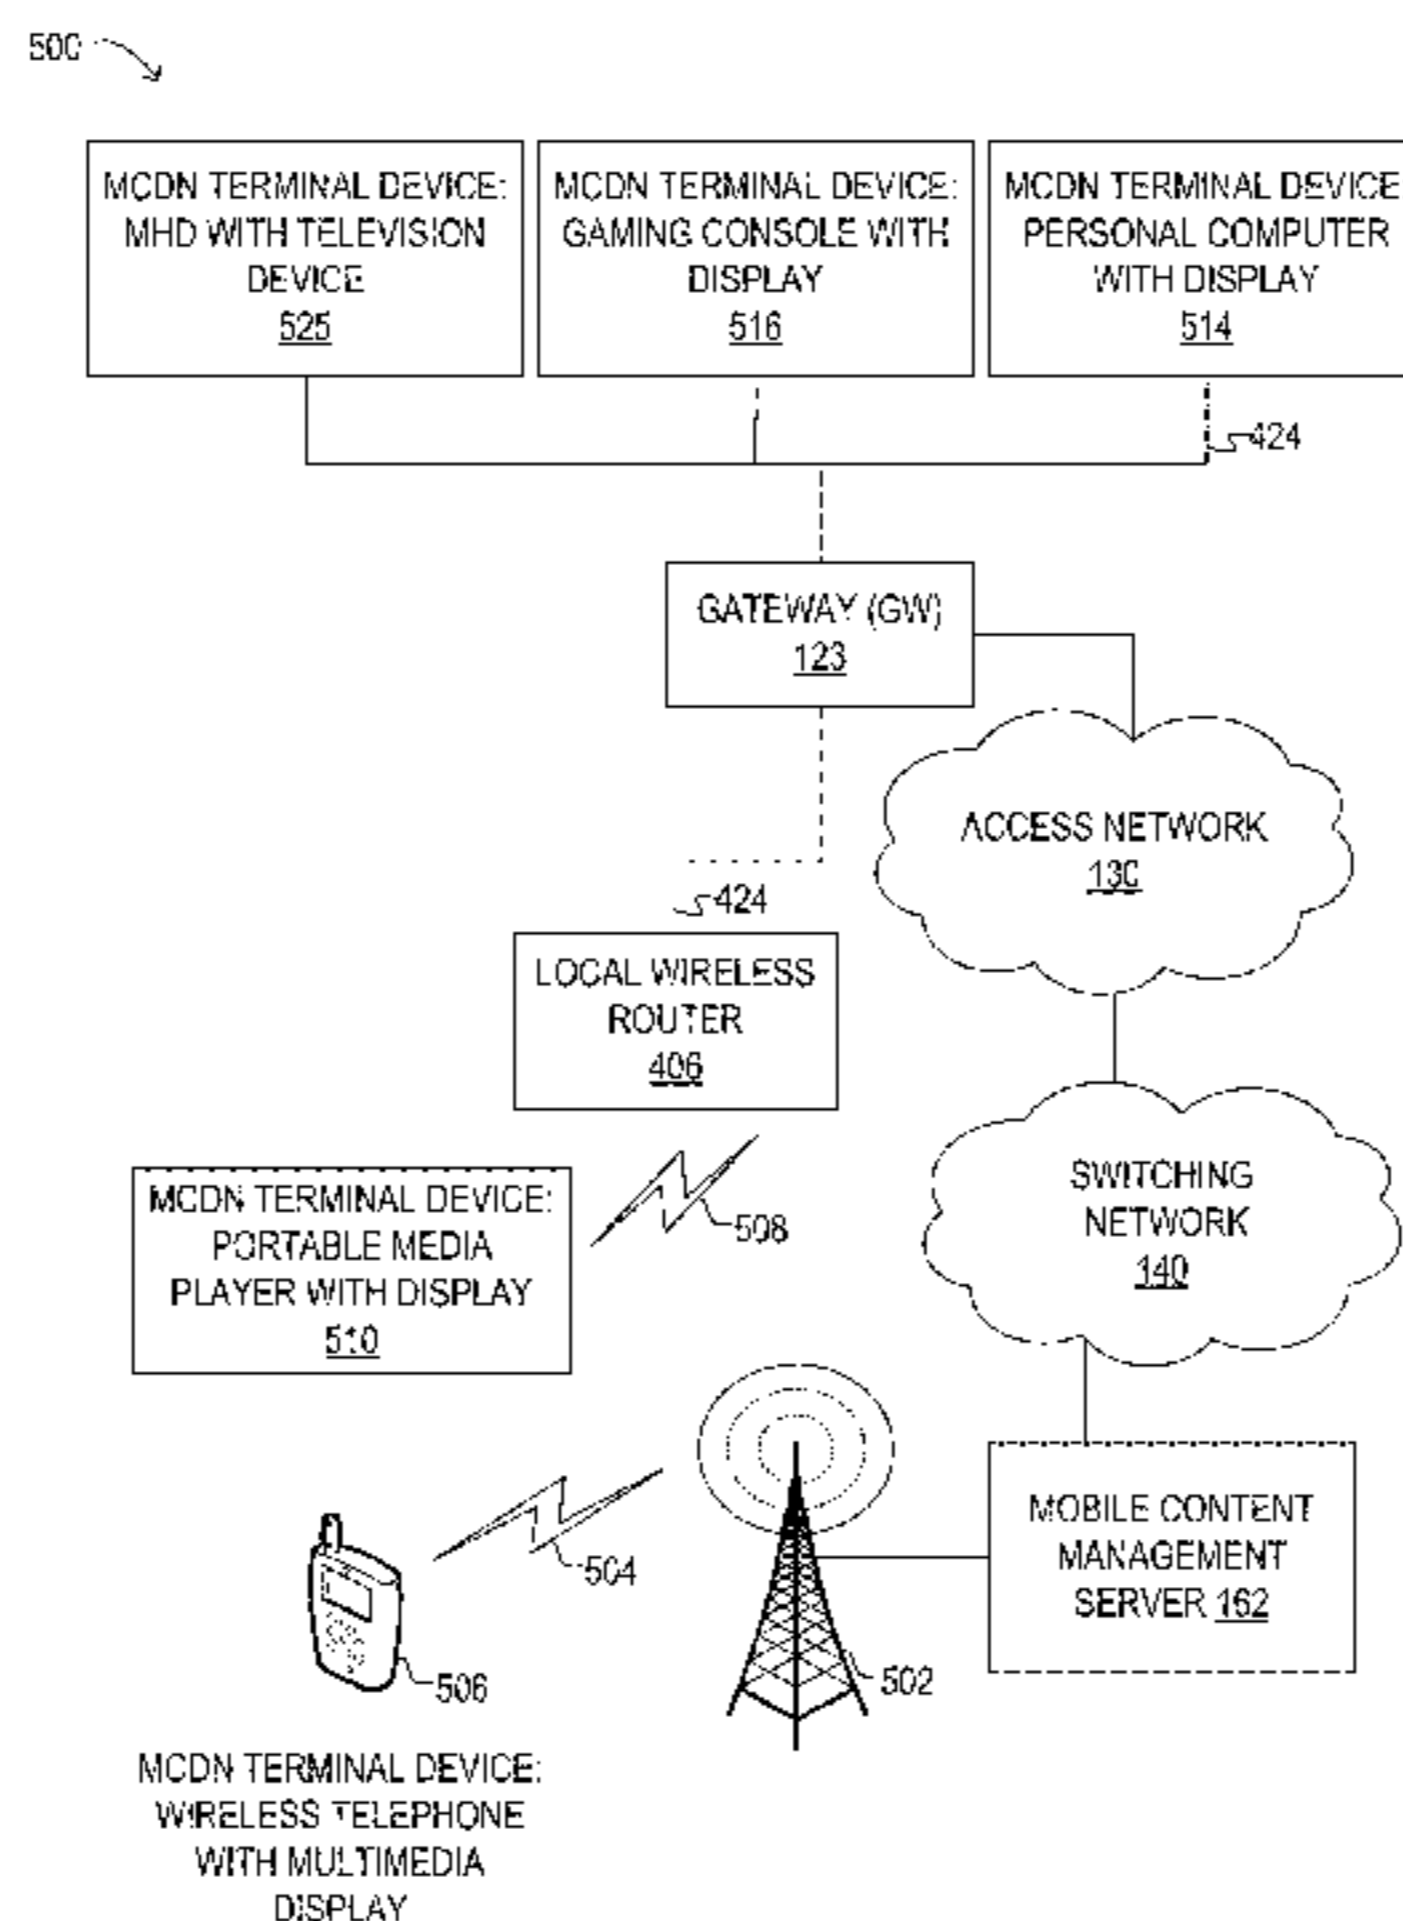 500
MCDN TERMINAL DEVICE:
MHD WITH TELEVISION
DEVICE
525
MCDN TERMINAL DEVICE:
GAMING CONSOLE WITH
DISPLAY
516
MCDN TERMINAL DEVICE
PERSONAL COMPUTER
WITH DISPLAY
514
424
GATEWAY (GW)
123
ACCESS NETWORK
130
424
LOCAL WIRELESS
ROUTER
406
SWITCHING
NETWORK
140
508
MCDN TERMINAL DEVICE:
PORTABLE MEDIA
PLAYER WITH DISPLAY
510
MOBILE CONTENT
MANAGEMENT
SERVER 162
504
506
502
MCDN TERMINAL DEVICE:
WIRELESS TELEPHONE
WITH MULTIMEDIA
DISPLAY